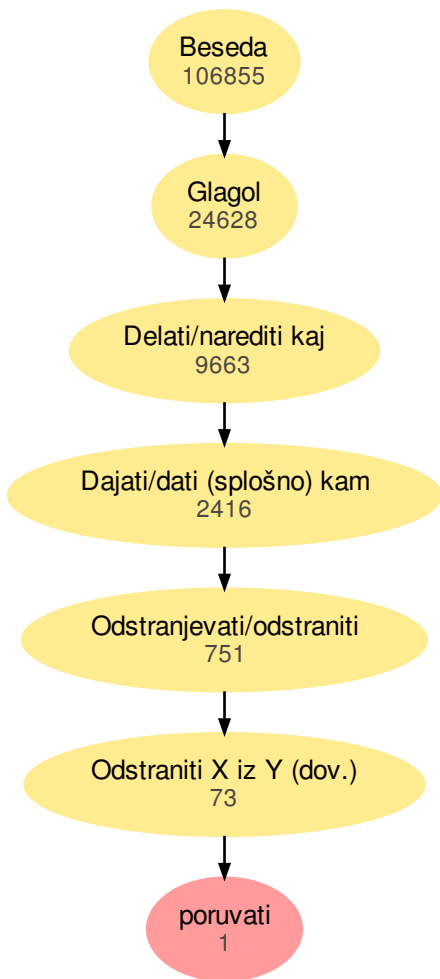 Beseda
106855
Glagol
24628
Delati/narediti kaj
9663
Dajati/dati (splošno) kam
2416
Odstranjevati/odstraniti
751
Odstraniti X iz Y (dov.)
73
poruvati
1